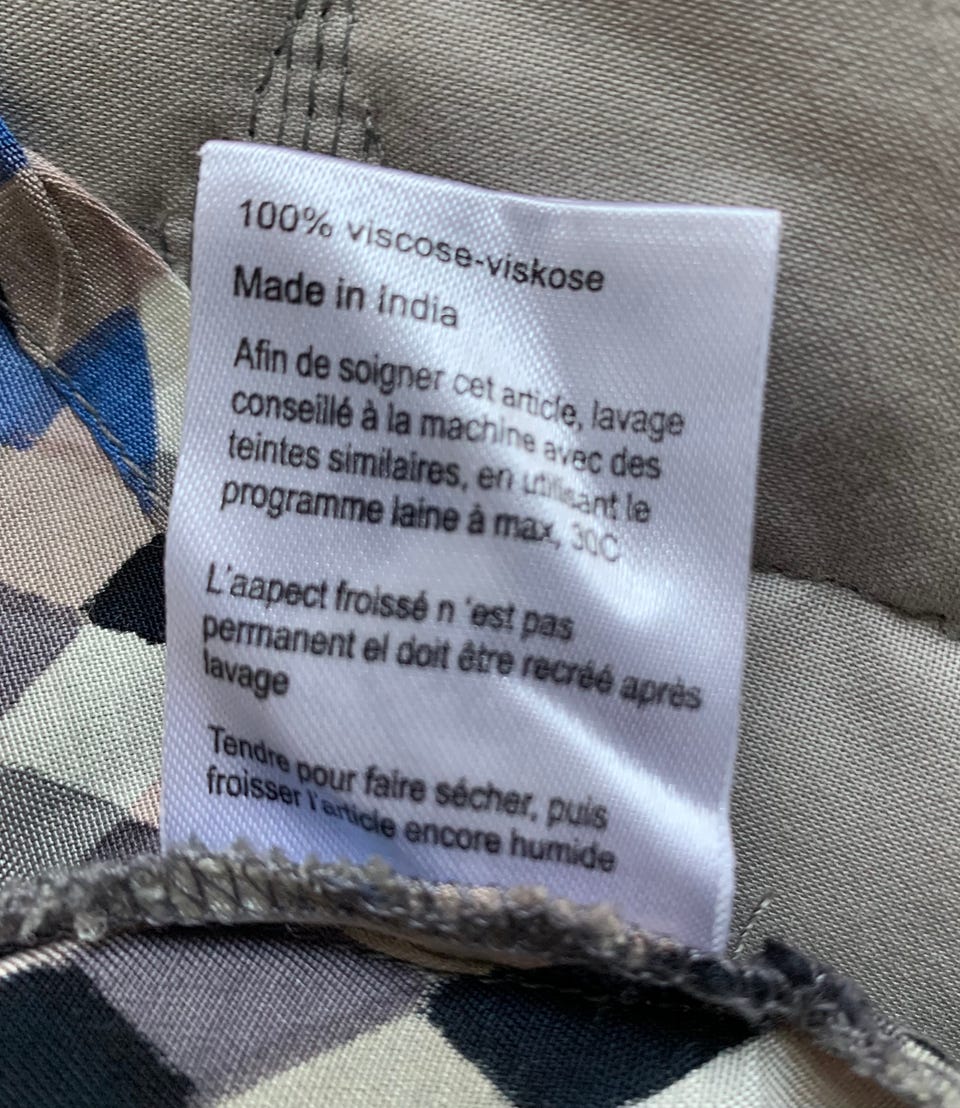 100% viscose-viskose
Made in India
Afin de soigner cet article, lavage
conseillé à la machine avec des
teintes similaires, en utilisant le
programme laine à max, 30C
L'aapect froissé n 'est pas
permanent el doit être recréé après
lavage
Tendre pour faire sécher, puis
froisser l'article encore humide